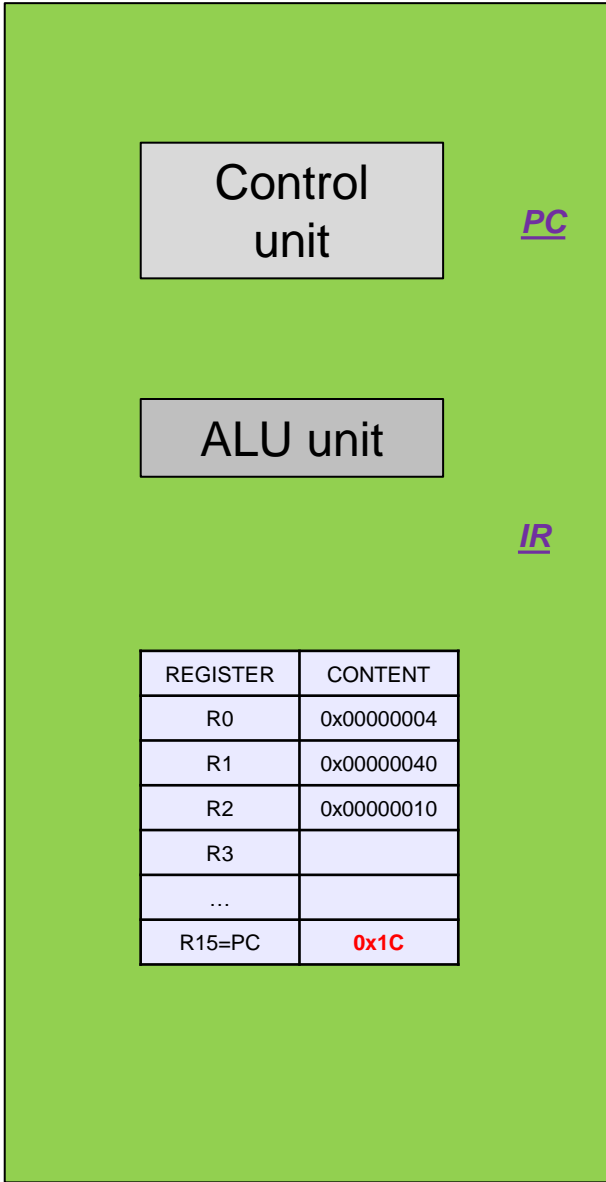 Control
unit
PC
ALU unit
IR
REGISTER CONTENT
R0 0x00000004
R1 0x00000040
R2 0x00000010
R3
…
R15=PC 0x1C